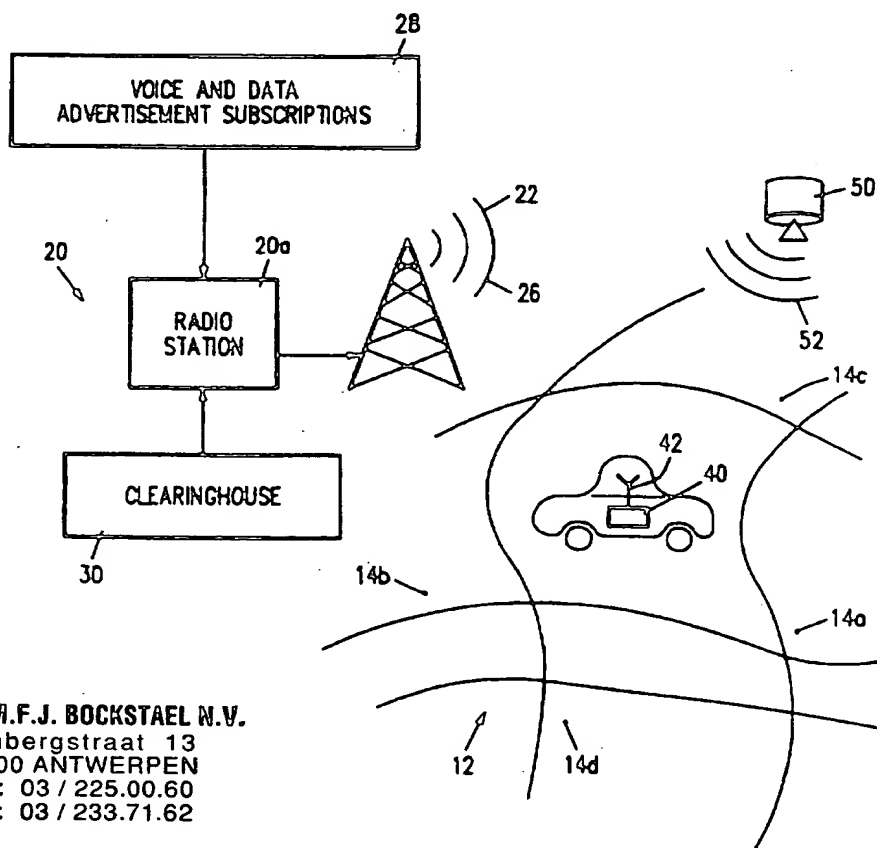 28
VOICE AND DATA
ADVERTISEMENT SUBSCRIPTIONS
22
50
20
20a
26
RADIO
STATION
52
14c
42
40
CLEARINGHOUSE
30
14b
14a
.F.J. BOCKSTAEL N.V.
bergstraat 13
00 ANTWERPEN
: 03 / 225.00.60
: 03 / 233.71.62
12
14d